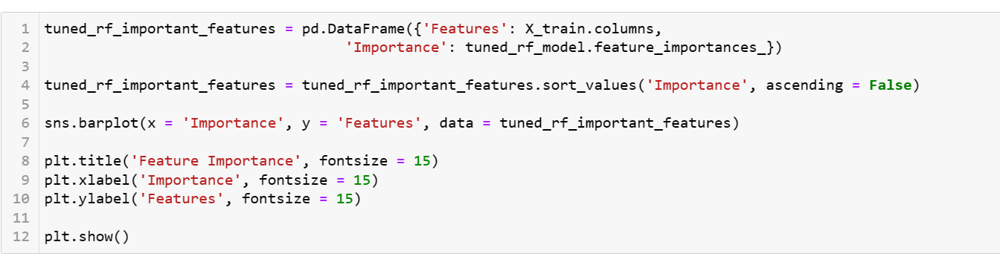 1 tuned_rf_important_features = pd.DataFrame({'Features': X_train.columns,
2                                    'Importance': tuned_rf_model.feature_importances_})
3
4 tuned_rf_important_features = tuned_rf_important_features.sort_values('Importance', ascending = False)
5
6 sns.barplot(x = 'Importance', y = 'Features', data = tuned_rf_important_features)
7
8 plt.title('Feature Importance', fontsize = 15)
9 plt.xlabel('Importance', fontsize = 15)
10 plt.ylabel('Features', fontsize = 15)
11
12 plt.show()